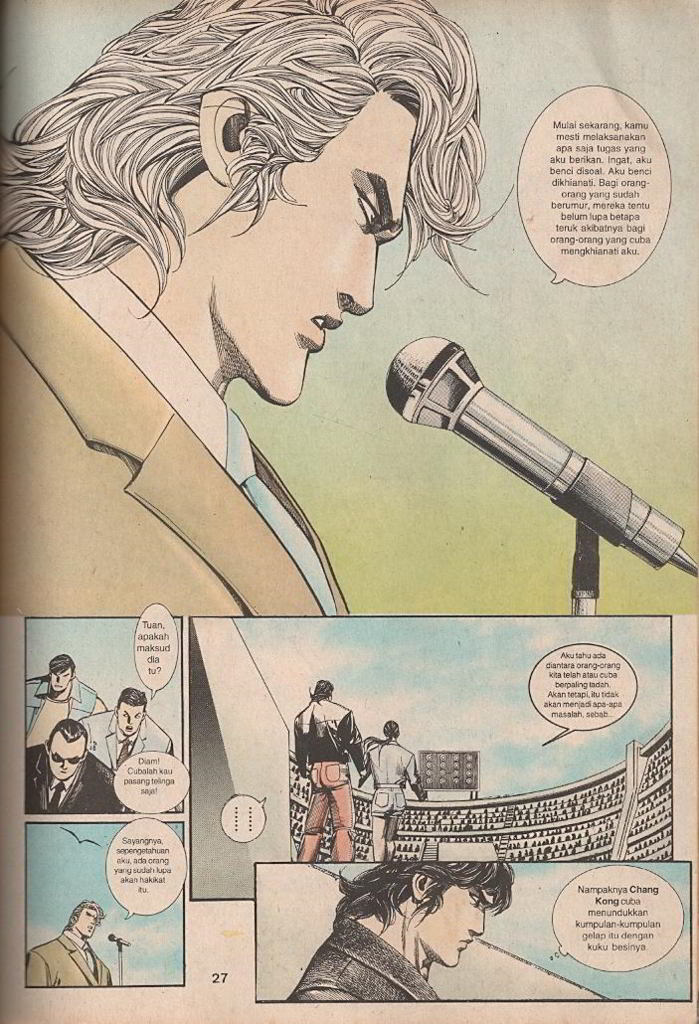 Mulai sekarang, kamu
mesti melaksanakan
apa saja tugas yang
aku berikan. Ingat, aku
benci disoal. Aku benci
dikhianati. Bagi orang-
orang yang sudah
berumur, mereka tentu
belum lupa betapa
teruk akibatnya bagi
orang-orang yang cuba
mengkhianati aku.
Tuan,
apakah
maksud
dia
tu?
Diam!
Cubalah kau
pasang telinga
saja!
Aku tahu ada
diantara orang-orang
kita telah atau cuba
berpaling tadah.
Akan tetapi, itu tidak
akan menjadi apa-apa
masalah, sebab...
Sayangnya,
sepengetahuan
aku, ada orang
yang sudah lupa
akan hakikat
itu.
Nampaknya Chang
Kong cuba
menundukkan
kumpulan-kumpulan
gelap itu dengan
kuku besinya.
27